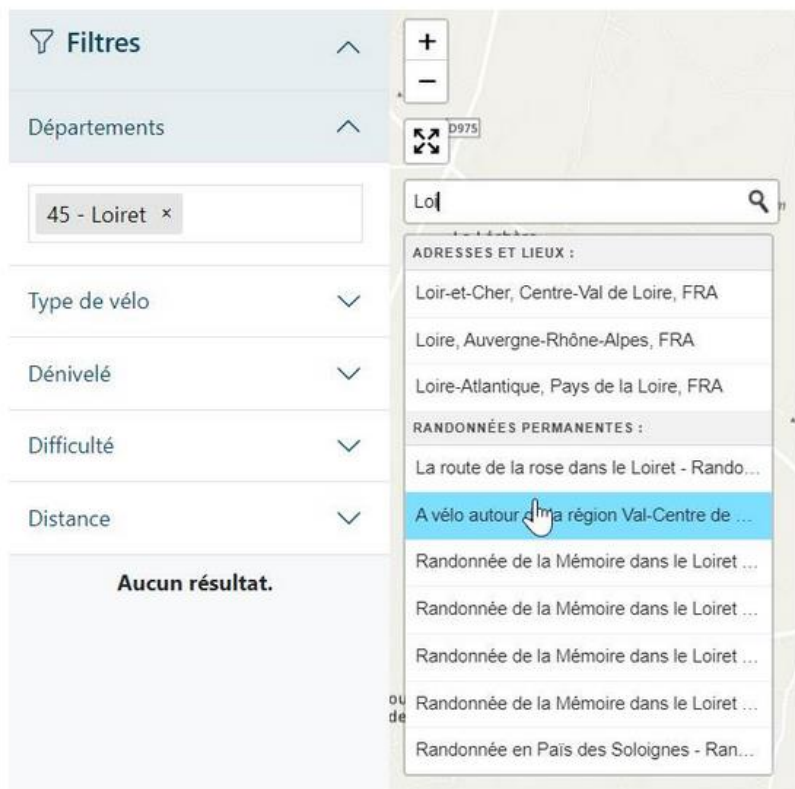 Filtres
Départements
45 - Loiret ×
Type de vélo
Dénivelé
Difficulté
Distance
Aucun résultat.
+
−
D975
Loi
ADRESSES ET LIEUX :
Loir-et-Cher, Centre-Val de Loire, FRA
Loire, Auvergne-Rhône-Alpes, FRA
Loire-Atlantique, Pays de la Loire, FRA
RANDONNÉES PERMANENTES :
La route de la rose dans le Loiret - Rando...
A vélo autour région Val-Centre de ...
Randonnée de la Mémoire dans le Loiret ...
Randonnée de la Mémoire dans le Loiret ...
Randonnée de la Mémoire dans le Loiret ...
Randonnée de la Mémoire dans le Loiret ...
Randonnée en Païs des Soloignes - Ran...